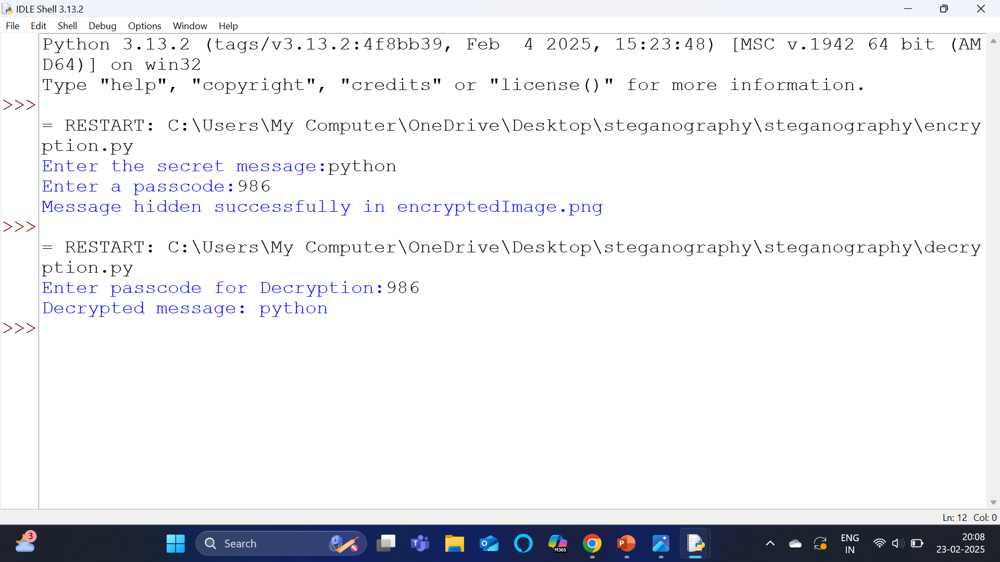 IDLE Shell 3.13.2
File Edit Shell Debug Options Window Help
Python 3.13.2 (tags/v3.13.2:4f8bb39, Feb  4 2025, 15:23:48) [MSC v.1942 64 bit (AM
D64)] on win32
Type "help", "copyright", "credits" or "license()" for more information.
>>>
= RESTART: C:\Users\My Computer\OneDrive\Desktop\steganography\steganography\encry
ption.py
Enter the secret message:python
Enter a passcode:986
Message hidden successfully in encryptedImage.png
>>>
= RESTART: C:\Users\My Computer\OneDrive\Desktop\steganography\steganography\decry
ption.py
Enter passcode for Decryption:986
Decrypted message: python
>>>
Ln: 12 Col: 0
3
Search
T
O
M365
P
ENG
IN
20:08
23-02-2025